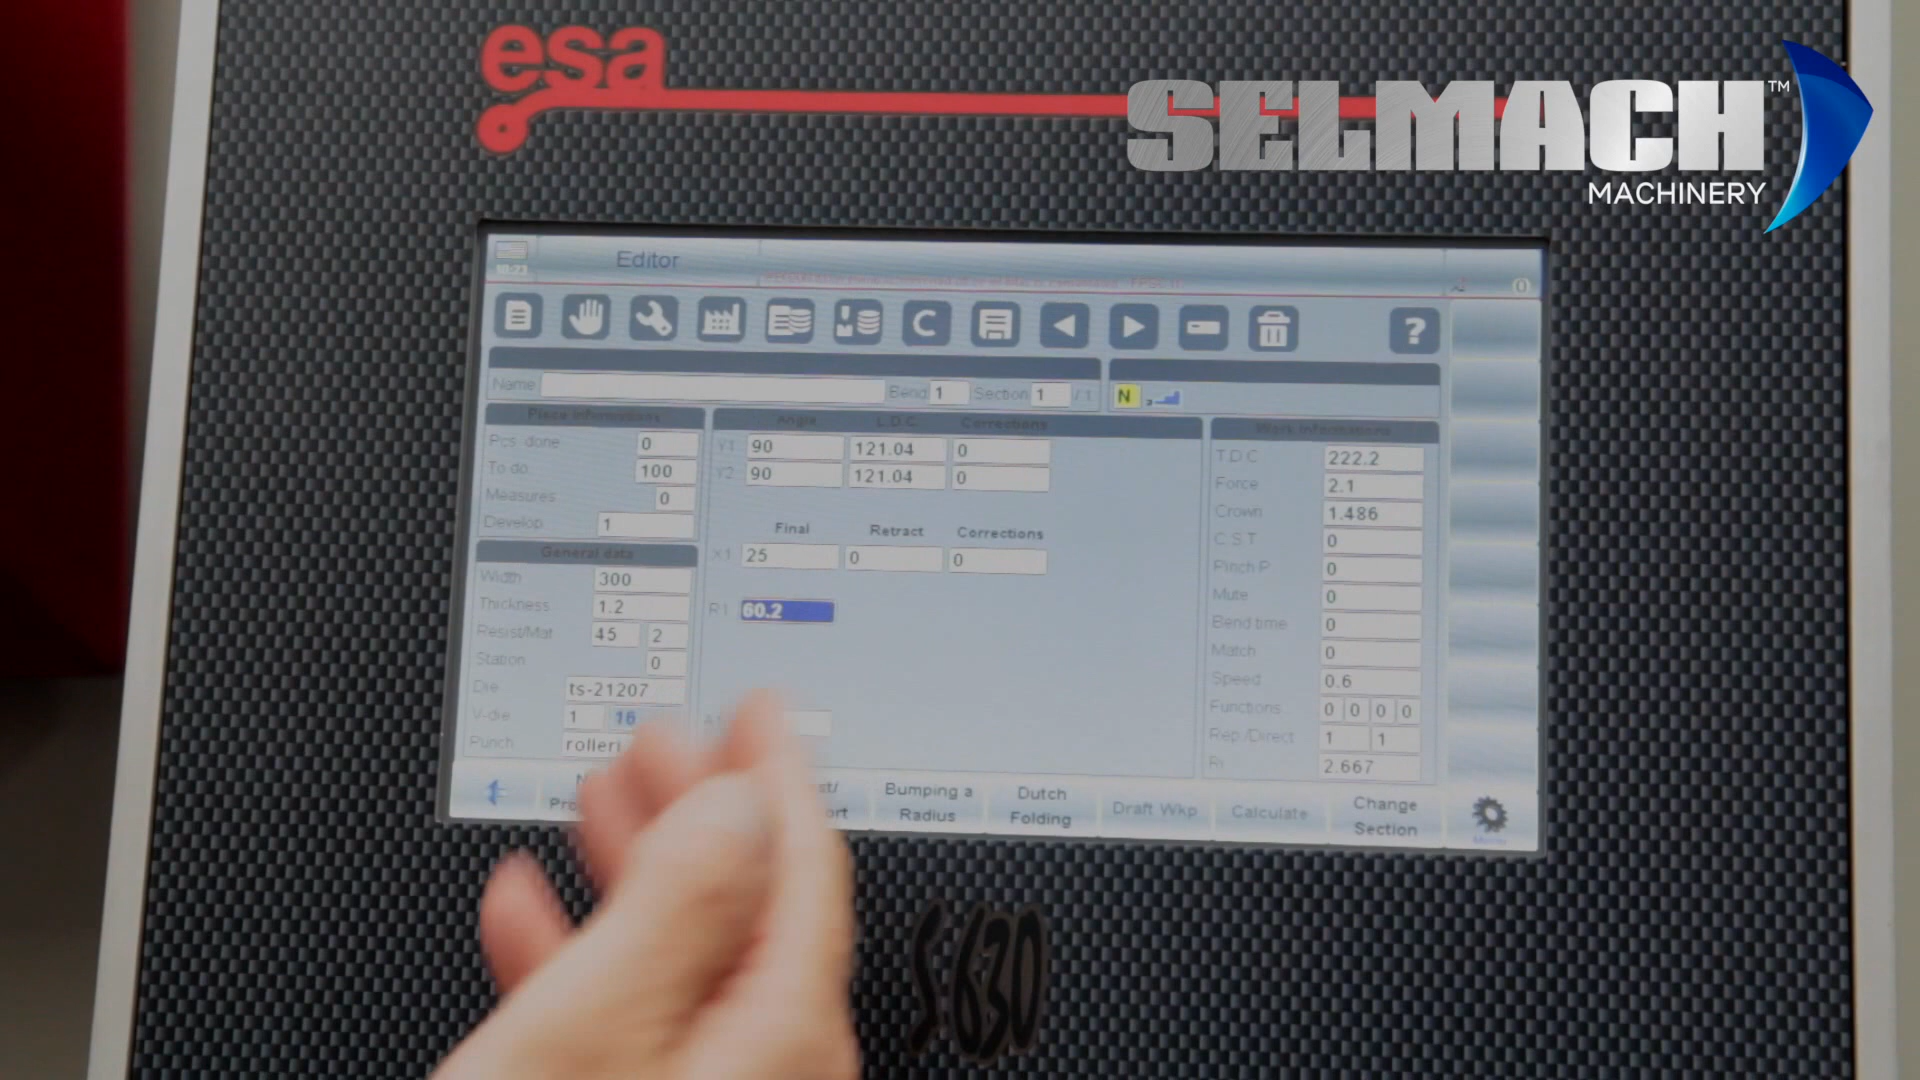 esa
SELMACH™
MACHINERY
Editor
10:23
C
?
Name Bend 1 Section 1 / 1 N
Piece Informations
Pcs. done 0
To do 100
Measures 0
Develop. 1
General data
Width 300
Thickness 1.2
Resist/Mat 45 2
Station 0
Die ts-21207
V-die 1 16
Punch rolleri
Angle L.D.C. Corrections
Y1 90 121.04 0
Y2 90 121.04 0
Final Retract Corrections
X1 25 0 0
R1 60.2
Work Informations
T.D.C. 222.2
Force 2.1
Crown 1.486
C.S.T. 0
Pinch P. 0
Mute 0
Bend time 0
Match 0
Speed 0.6
Functions 0 0 0 0
Rep./Direct 1 1
Ri 2.667
Bumping a
Radius
Dutch
Folding
Draft Wkp
Calculate
Change
Section
S 630